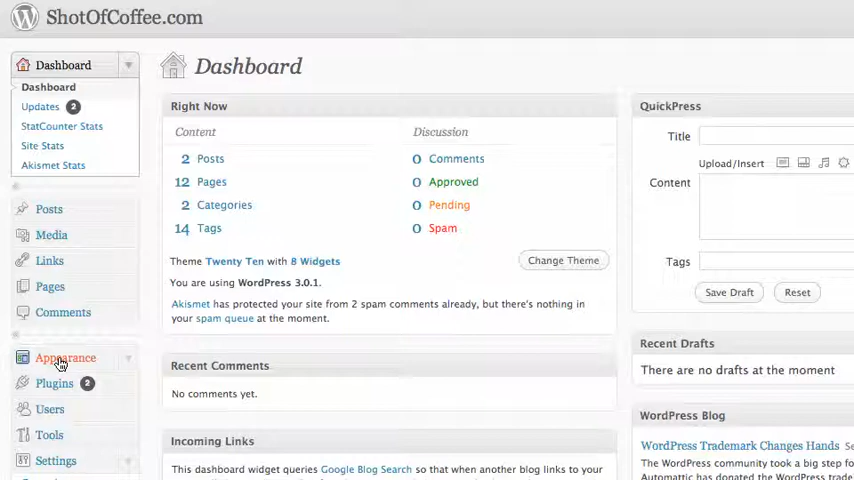 ShotOfCoffee.com
Dashboard
Dashboard
Updates 2
StatCounter Stats
Site Stats
Akismet Stats
Posts
Media
Links
Pages
Comments
Appearance
Plugins 2
Users
Tools
Settings
Dashboard
Right Now
Content
Discussion
2 Posts
0 Comments
12 Pages
0 Approved
2 Categories
0 Pending
14 Tags
0 Spam
Theme Twenty Ten with 8 Widgets
Change Theme
You are using WordPress 3.0.1.
Akismet has protected your site from 2 spam comments already, but there's nothing in
your spam queue at the moment.
Recent Comments
No comments yet.
Incoming Links
This dashboard widget queries Google Blog Search so that when another blog links to your
QuickPress
Title
Upload/Insert
Content
Tags
Save Draft
Reset
Recent Drafts
There are no drafts at the moment
WordPress Blog
WordPress Trademark Changes Hands
The WordPress community took a big step fo
Automattic has donated the WordPress trade